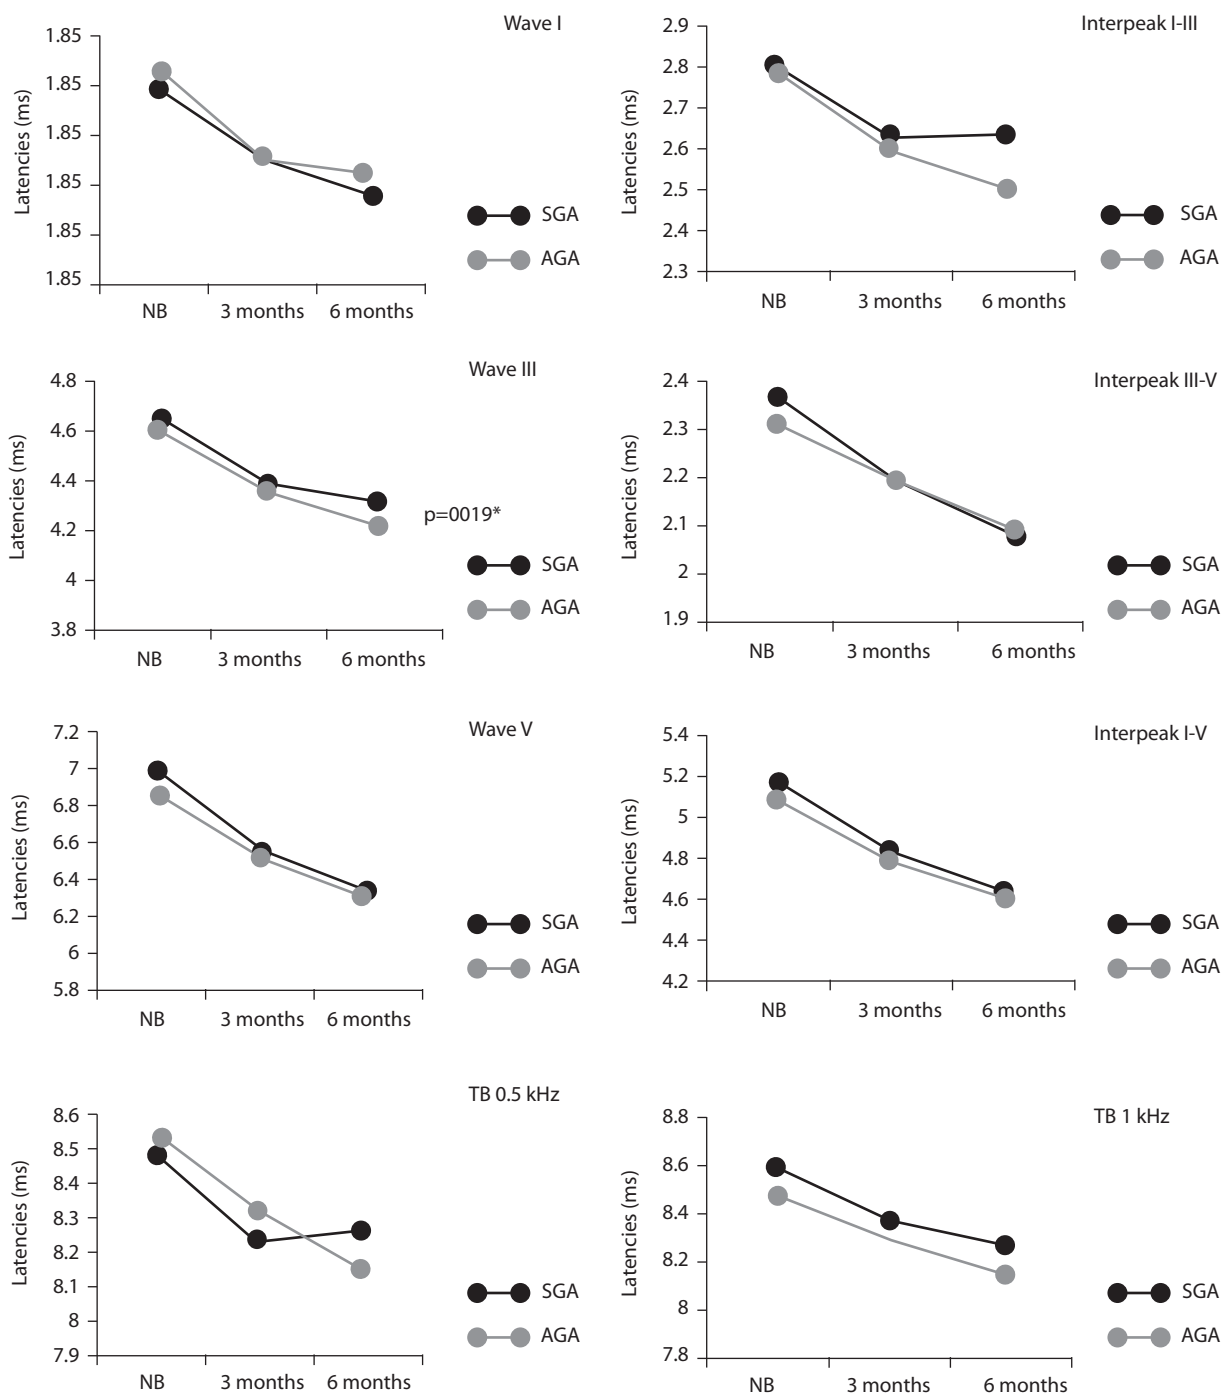 Wave I
Latencies (ms)
1.85
1.85
1.85
1.85
1.85
1.85
NB 3 months 6 months
SGA
AGA
Interpeak I-III
Latencies (ms)
2.9
2.8
2.7
2.6
2.5
2.4
2.3
NB 3 months 6 months
SGA
AGA
Wave III
Latencies (ms)
4.8
4.6
4.4
4.2
4
3.8
p=0019*
NB 3 months 6 months
SGA
AGA
Interpeak III-V
Latencies (ms)
2.4
2.3
2.2
2.1
2
1.9
NB 3 months 6 months
SGA
AGA
Wave V
Latencies (ms)
7.2
7
6.8
6.6
6.4
6.2
6
5.8
NB 3 months 6 months
SGA
AGA
Interpeak I-V
Latencies (ms)
5.4
5.2
5
4.8
4.6
4.4
4.2
NB 3 months 6 months
SGA
AGA
TB 0.5 kHz
Latencies (ms)
8.6
8.5
8.4
8.3
8.2
8.1
8
7.9
NB 3 months 6 months
SGA
AGA
TB 1 kHz
Latencies (ms)
8.8
8.6
8.4
8.2
8
7.8
NB 3 months 6 months
SGA
AGA